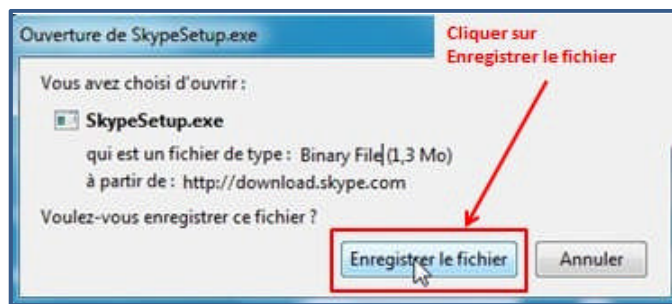 Ouverture de SkypeSetup.exe
Cliquer sur
Enregistrer le fichier
Vous avez choisi d'ouvrir :
SkypeSetup.exe
qui est un fichier de type : Binary File (1,3 Mo)
à partir de : http://download.skype.com
Voulez-vous enregistrer ce fichier ?
Enregistrer le fichier
Annuler